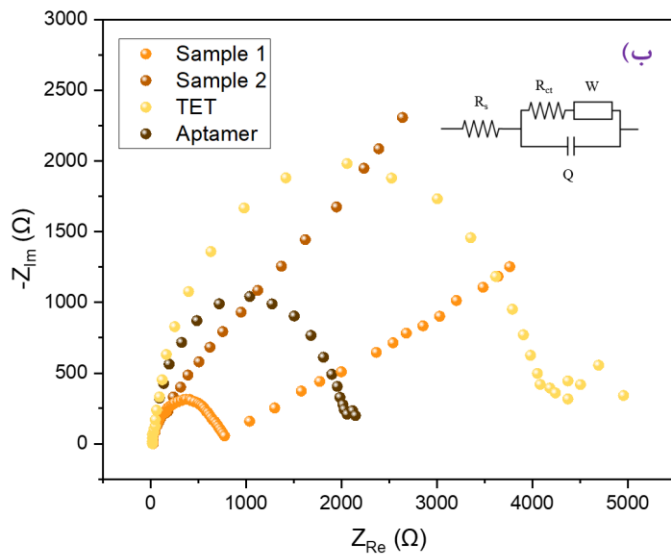 3000
2500
2000
1500
1000
500
0
-Z_Im (Ω)
Sample 1
Sample 2
TET
Aptamer
ب)
R_s
R_ct
W
Q
0 1000 2000 3000 4000 5000
Z_Re (Ω)